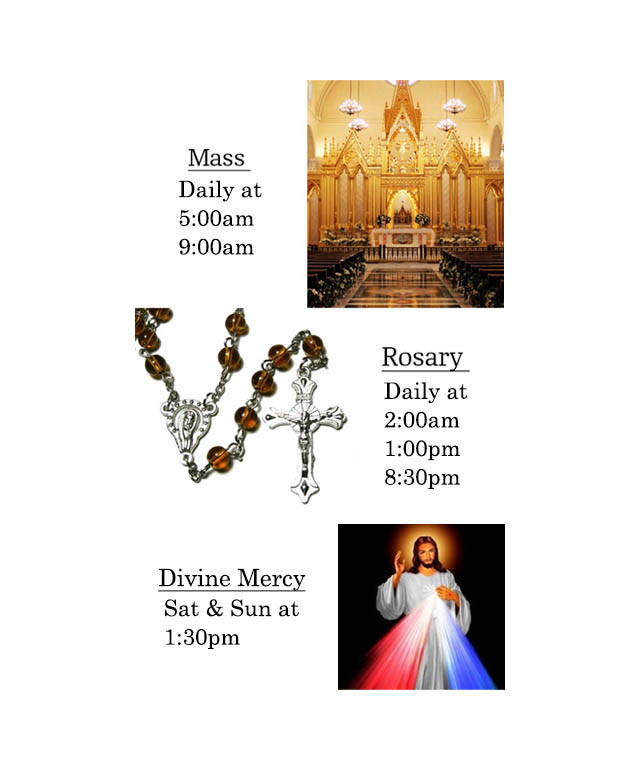 Mass
Daily at
5:00am
9:00am
Rosary
Daily at
2:00am
1:00pm
8:30pm
Divine Mercy
Sat & Sun at
1:30pm